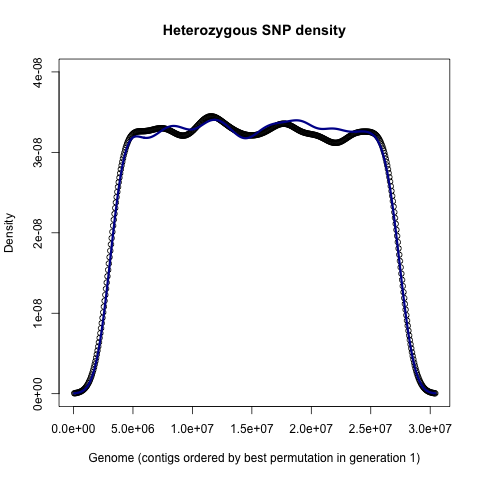 Heterozygous SNP density
4e-08
3e-08
2e-08
1e-08
0e+00
Density
0.0e+00 5.0e+06 1.0e+07 1.5e+07 2.0e+07 2.5e+07 3.0e+07
Genome (contigs ordered by best permutation in generation 1)